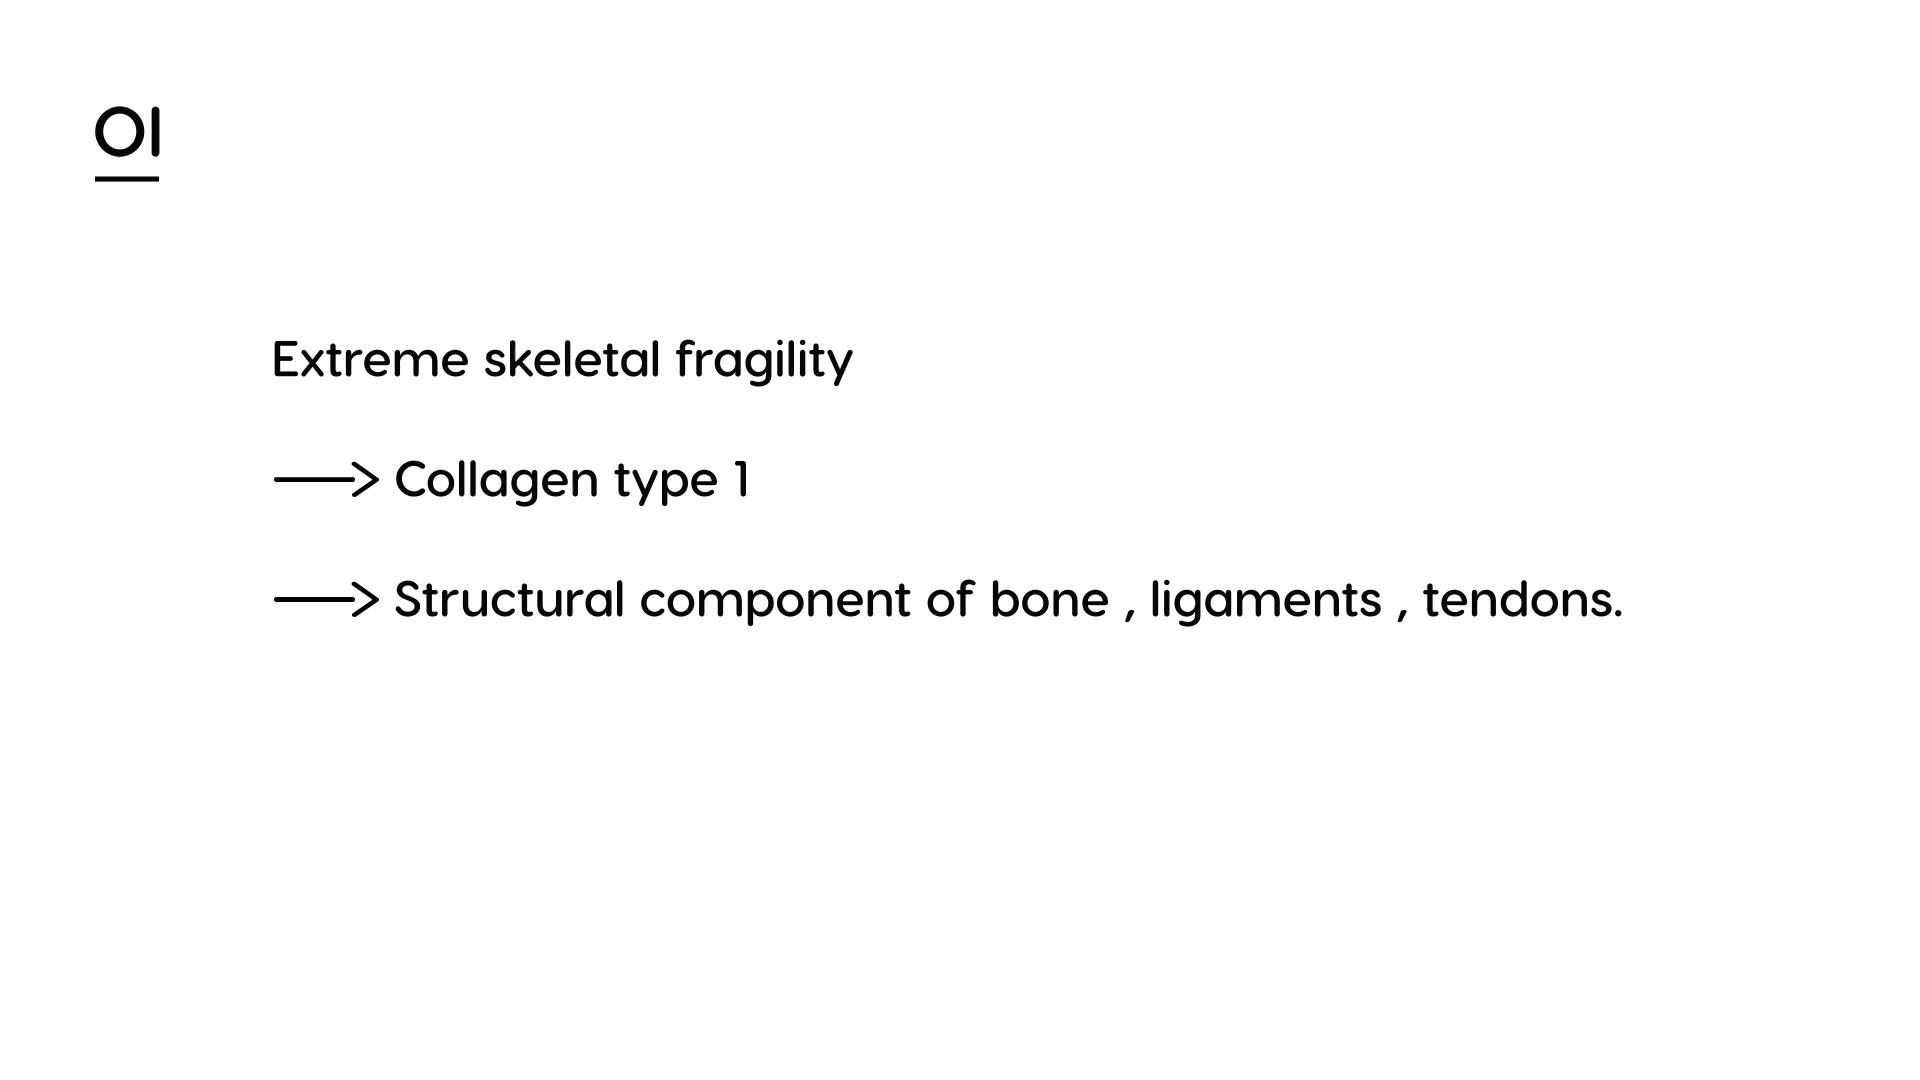 OI
Extreme skeletal fragility
→ Collagen type 1
→ Structural component of bone , ligaments , tendons.